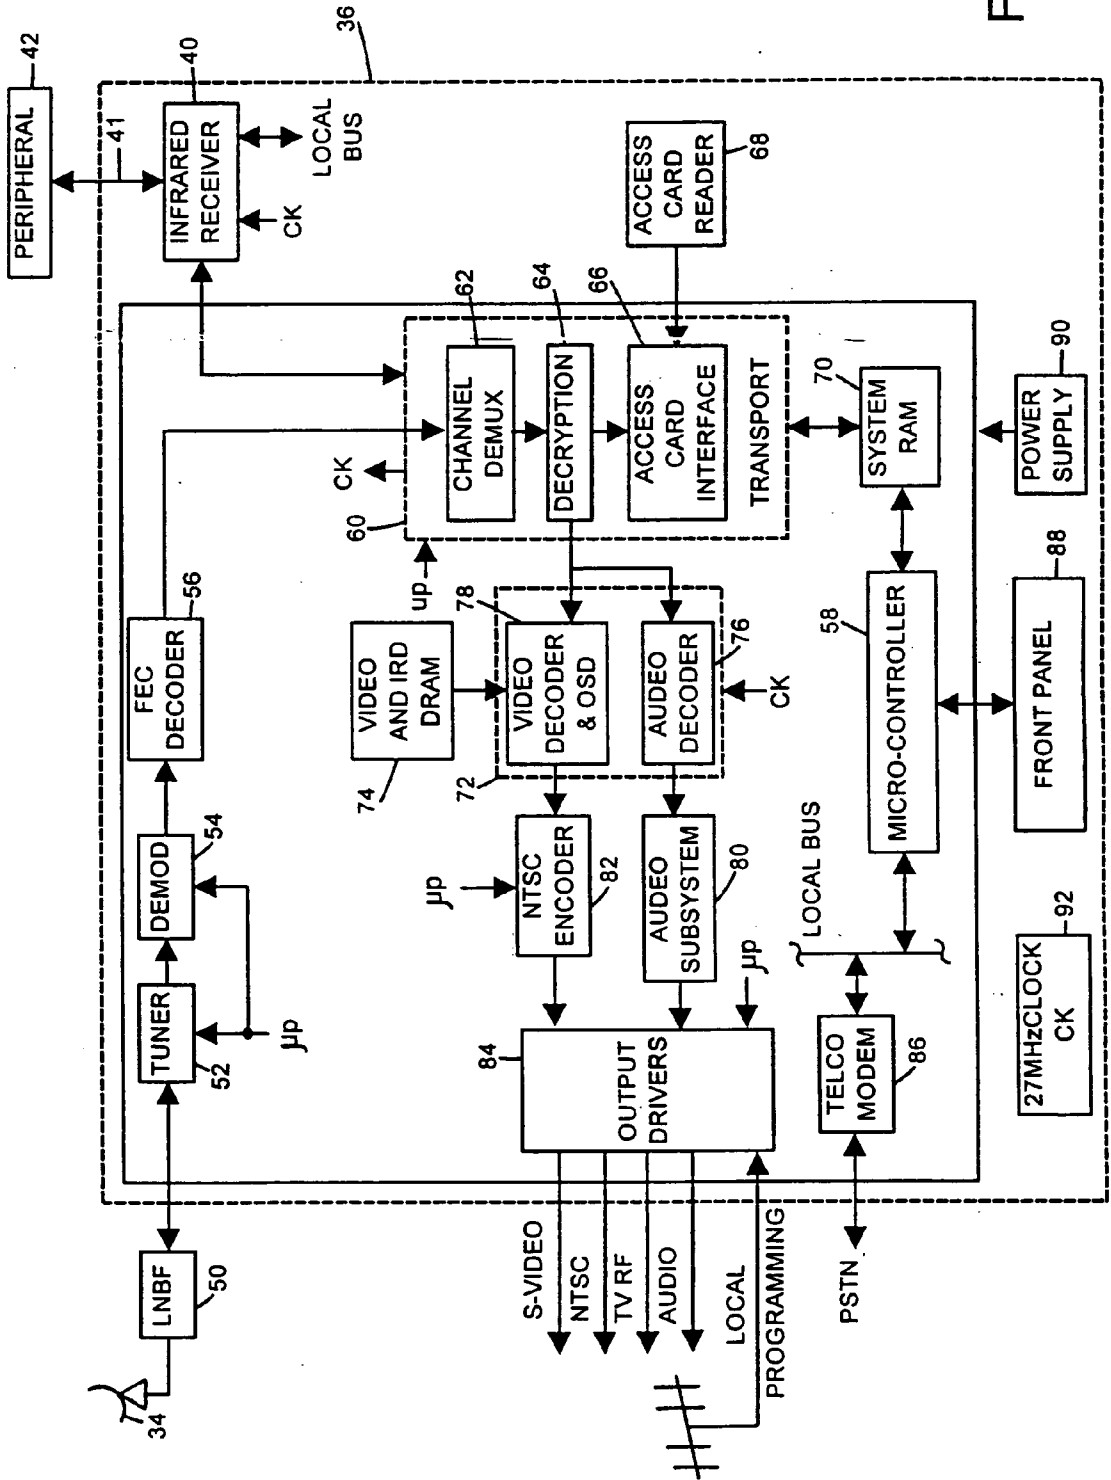 PERIPHERAL
42
41
36
INFRARED
RECEIVER
40
CK
LOCAL
BUS
34
LNBF
50
TUNER
52
DEMOD
54
µp
FEC
DECODER
56
CK
60
up
CHANNEL
DEMUX
62
DECRYPTION
64
ACCESS
CARD
INTERFACE
66
TRANSPORT
ACCESS
CARD
READER
68
VIDEO
AND IRD
DRAM
74
72
VIDEO
DECODER
& OSD
78
AUDEO
DECODER
76
CK
µp
NTSC
ENCODER
82
AUDEO
SUBSYSTEM
80
µp
84
OUTPUT
DRIVERS
S-VIDEO
NTSC
TV RF
AUDIO
LOCAL
PROGRAMMING
PSTN
TELCO
MODEM
86
LOCAL BUS
58
MICRO-CONTROLLER
70
SYSTEM
RAM
27MHzCLOCK
CK
92
FRONT PANEL
88
POWER
SUPPLY
90
F